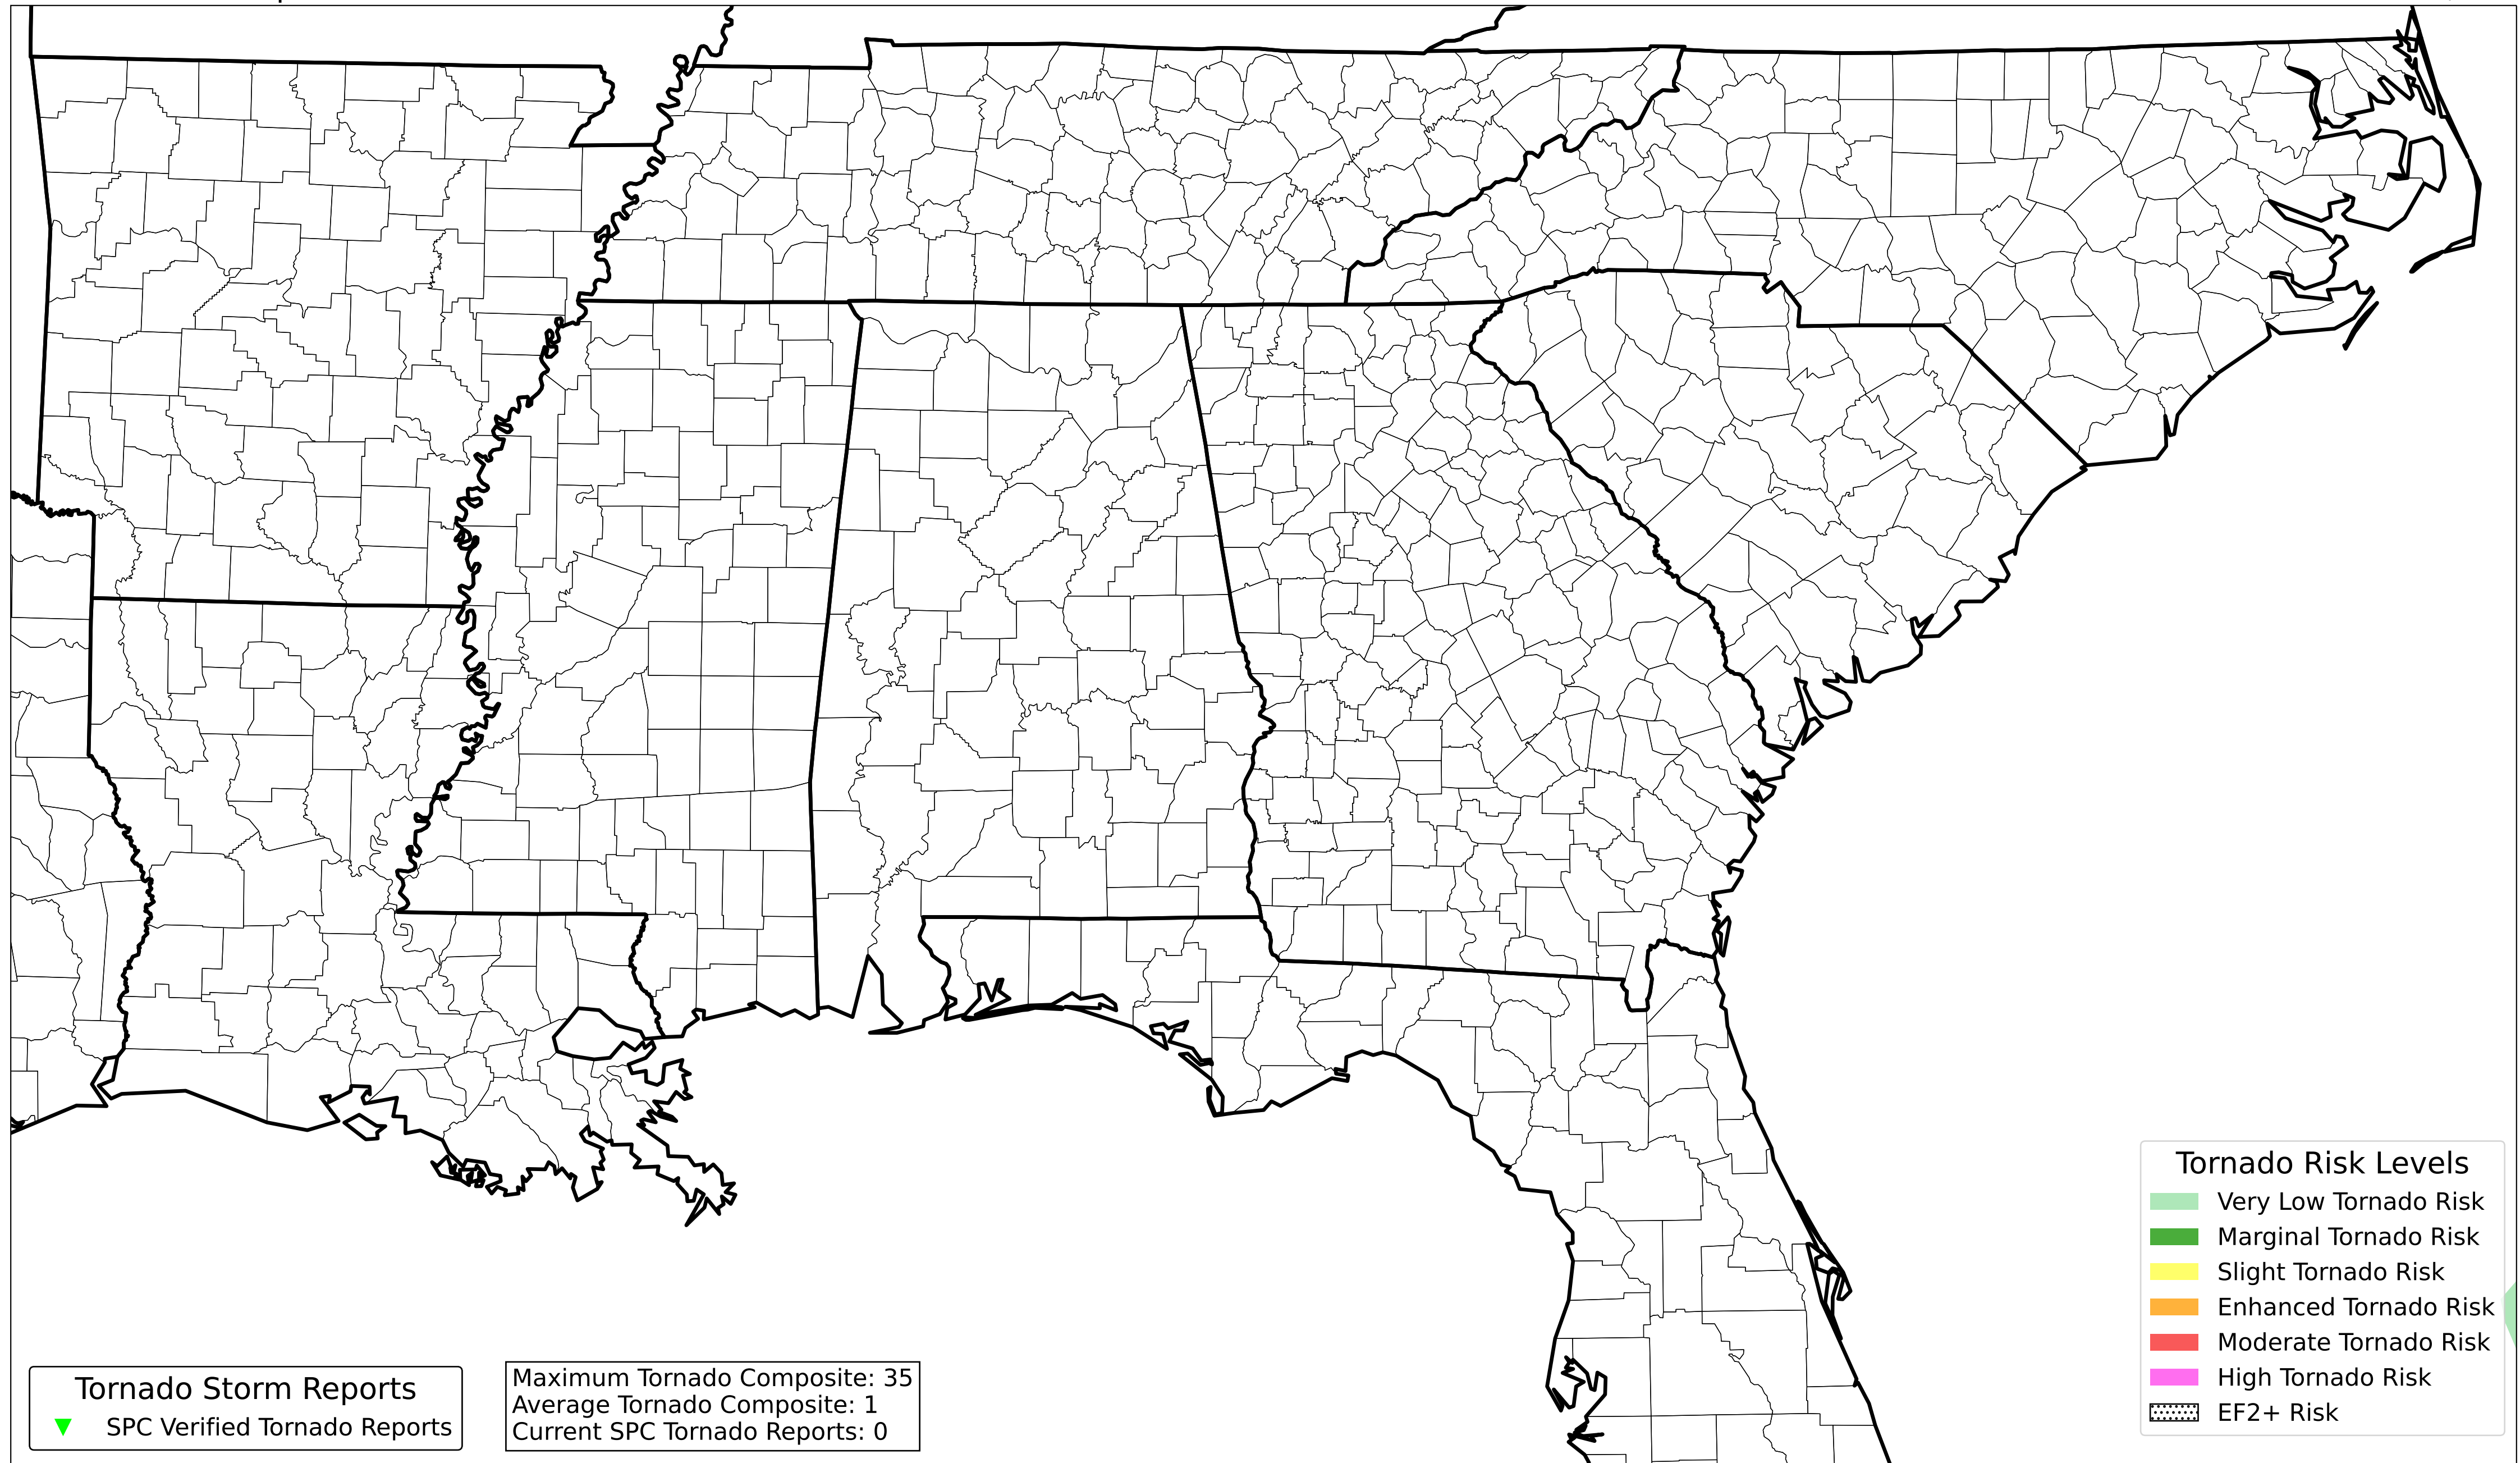 Tornado Risk Levels
Very Low Tornado Risk
Marginal Tornado Risk
Slight Tornado Risk
Enhanced Tornado Risk
Moderate Tornado Risk
High Tornado Risk
EF2+ Risk
Tornado Storm Reports
SPC Verified Tornado Reports
Maximum Tornado Composite: 35
Average Tornado Composite: 1
Current SPC Tornado Reports: 0